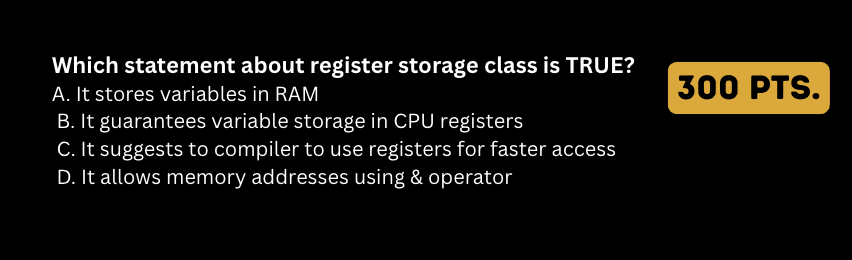 Which statement about register storage class is TRUE?
300 PTS.
A. It stores variables in RAM
B. It guarantees variable storage in CPU registers
C. It suggests to compiler to use registers for faster access
D. It allows memory addresses using & operator